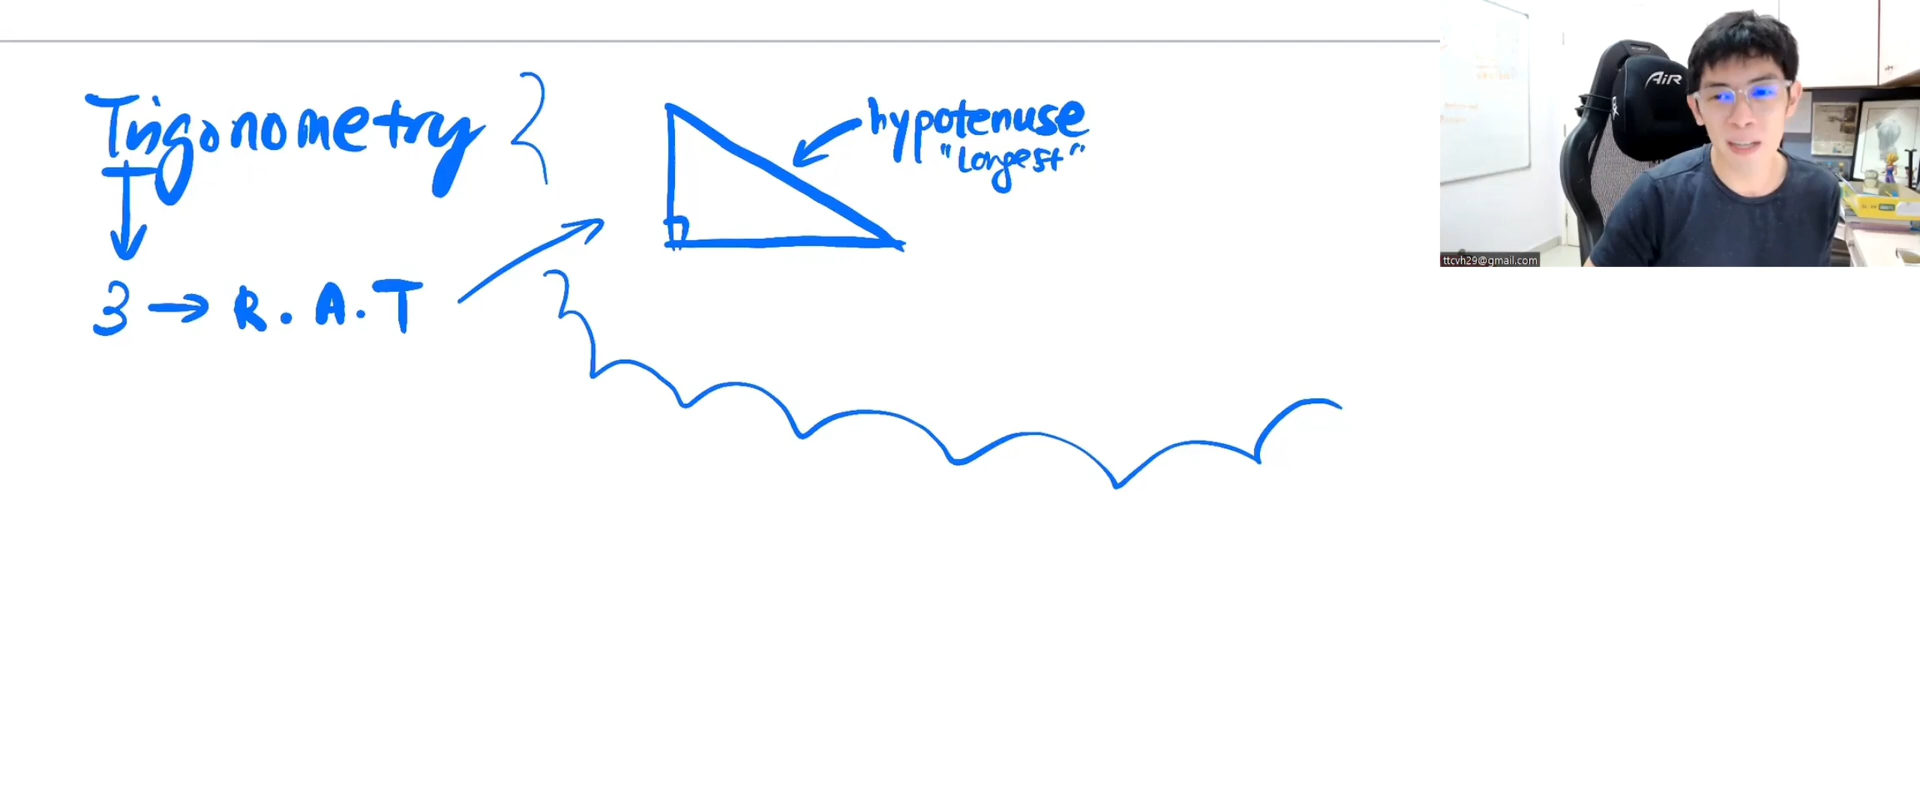 Trigonometry
hypotenuse
"Longest"
3 → R.A.T
AiR
ttcvh29@gmail.com